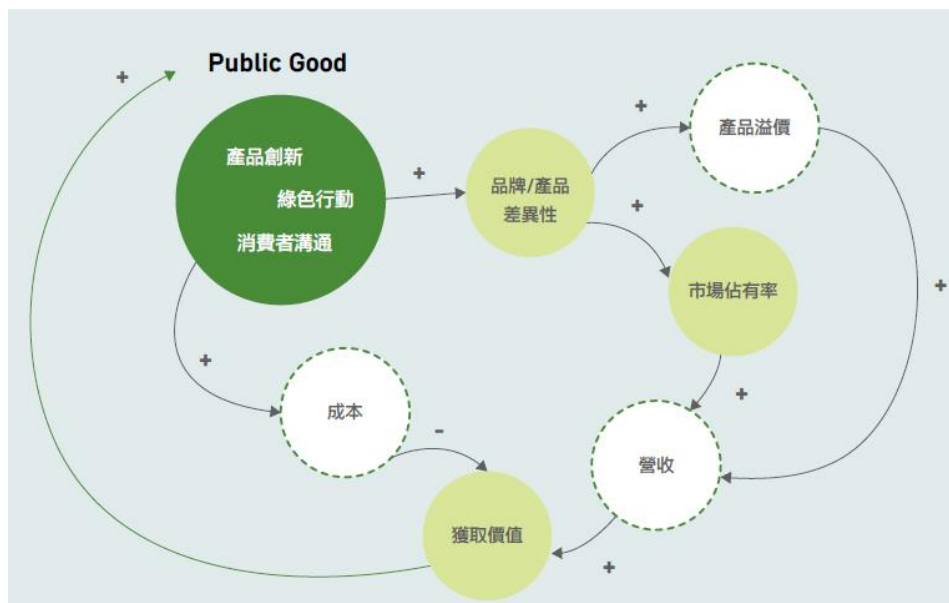 Public Good
+
產品創新
綠色行動
消費者溝通
+
品牌/產品
差異性
+
產品溢價
+
市場佔有率
+
+
成本
-
營收
+
獲取價值
+
+